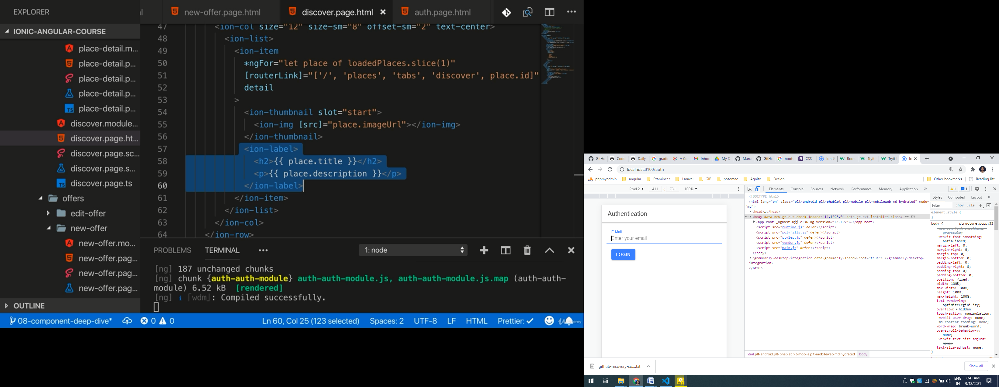 EXPLORER
new-offer.page.html
discover.page.html
auth.page.html
IONIC-ANGULAR-COURSE
place-detail.m...
place-detail.p...
place-detail.p...
place-detail.p...
place-detail.p...
discover.module...
discover.page.ht...
discover.page.sc...
discover.page.s...
discover.page.ts
offers
edit-offer
new-offer
new-offer.mo...
new-offer.pag...
new-offer.pag...
new-offer.pag...
OUTLINE
47 <ion-col size="12" size-sm="8" offset-sm="2" text-center>
48 <ion-list>
49 <ion-item
50 *ngFor="let place of loadedPlaces.slice(1)"
51 [routerLink]="['/', 'places', 'tabs', 'discover', place.id]"
52 detail
53 >
54 <ion-thumbnail slot="start">
55 <ion-img [src]="place.imageUrl"></ion-img>
56 </ion-thumbnail>
57 <ion-label>
58 <h2>{{ place.title }}</h2>
59 <p>{{ place.description }}</p>
60 </ion-label>
61 </ion-item>
62 </ion-list>
63 </ion-col>
64 </ion-row>
PROBLEMS TERMINAL ... 1: node
[ng] 187 unchanged chunks
[ng] chunk {auth-auth-module} auth-auth-module.js, auth-auth-module.js.map (auth-auth-
module) 6.52 kB [rendered]
[ng] i ｢wdm｣: Compiled successfully.
08-component-deep-dive* 0 0 Ln 60, Col 25 (123 selected) Spaces: 2 UTF-8 LF HTML Prettier: ✓
GitHu Code Daily gradi A Co Inbox My D Mana GitHu boots CSS Ion-C Boots Tryit Tryit Ic
localhost:8100/auth
phpmyadmin angular Examineer Laravel GIP potomac Agnito Design Other bookmarks Reading list
Pixel 2 411 x 731 100%
Elements Console Sources Network Performance Memory Application 1 1
Authentication
E-Mail
Enter your email
LOGIN
<!DOCTYPE html>
<html lang="en" class="plt-android plt-phablet plt-mobile plt-mobileweb md hydrated" mode=
"md">
<head>…</head>
<body data-new-gr-c-s-check-loaded="14.1028.0" data-gr-ext-installed class> == $0
<app-root _nghost-ajj-c136 ng-version="12.1.5">…</app-root>
<script src="runtime.js" defer></script>
<script src="polyfills.js" defer></script>
<script src="styles.js" defer></script>
<script src="vendor.js" defer></script>
<script src="main.js" defer></script>
</body>
<grammarly-desktop-integration data-grammarly-shadow-root="true">…</grammarly-desktop-
integration>
</html>
html.plt-android.plt-phablet.plt-mobile.plt-mobileweb.md.hydrated body
Styles Computed Layout
Filter :hov .cls
element.style {
}
body { structure.scss:33
-moz-osx-font-smoothing:
grayscale;
-webkit-font-smoothing:
antialiased;
margin-left: 0;
margin-right: 0;
margin-top: 0;
margin-bottom: 0;
padding-left: 0;
padding-right: 0;
padding-top: 0;
padding-bottom: 0;
position: fixed;
width: 100%;
max-width: 100%;
height: 100%;
max-height: 100%;
text-rendering:
optimizeLegibility;
overflow: hidden;
touch-action: manipulation;
-webkit-user-drag: none;
-ms-content-zooming: none;
word-wrap: break-word;
overscroll-behavior-y:
none;
-webkit-text-size-adjust:
none;
text-size-adjust: none;
}
github-recovery-co....txt
Show all
ENG
IN
8:41 AM
9/12/2021